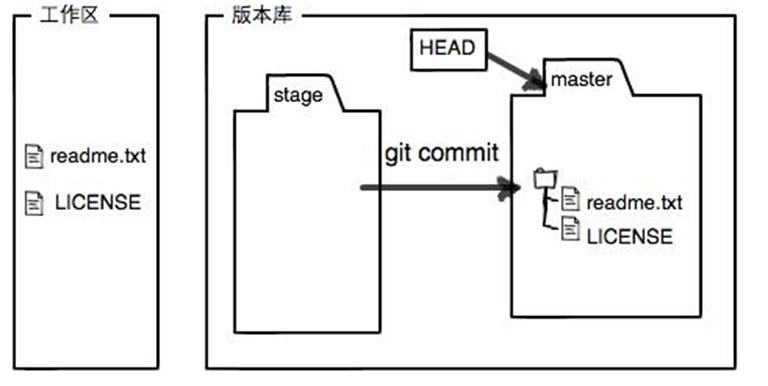 工作区
版本库
HEAD
stage
master
git commit
readme.txt
LICENSE
readme.txt
LICENSE